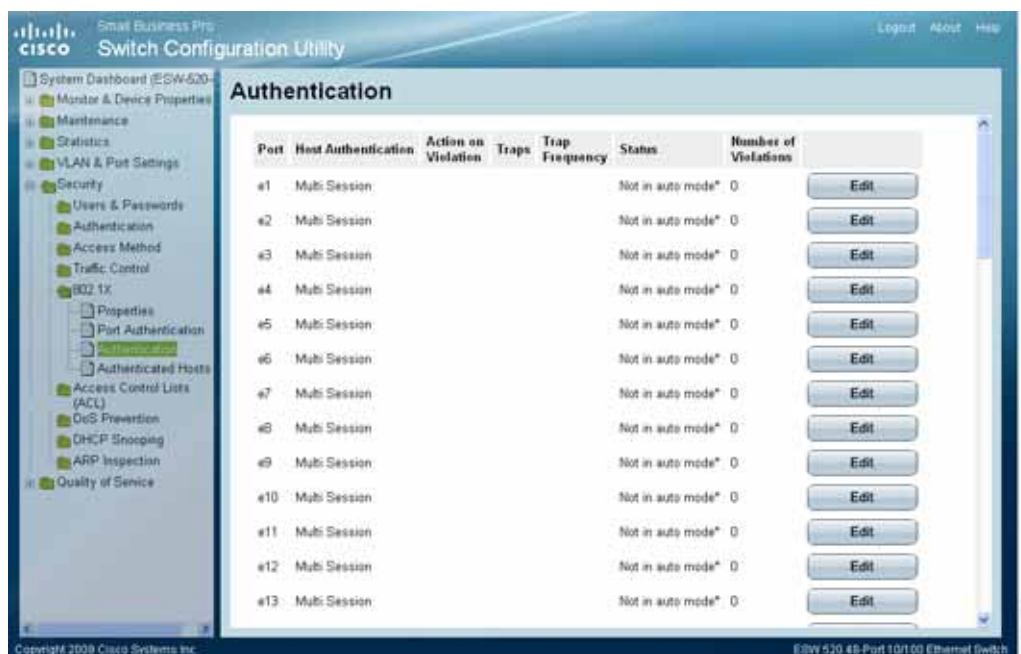 Small Business Pro
CISCO Switch Configuration Utility
Logout About Help
System Dashboard (ESW-520-
Monitor & Device Properties
Maintenance
Statistics
VLAN & Port Settings
Security
Users & Passwords
Authentication
Access Method
Traffic Control
802.1X
Properties
Port Authentication
Authentication
Authenticated Hosts
Access Control Lists
(ACL)
DoS Prevention
DHCP Snooping
ARP Inspection
Quality of Service
Authentication
Port Host Authentication Action on Violation Traps Trap Frequency Status Number of Violations
e1 Multi Session Not in auto mode* 0 Edit
e2 Multi Session Not in auto mode* 0 Edit
e3 Multi Session Not in auto mode* 0 Edit
e4 Multi Session Not in auto mode* 0 Edit
e5 Multi Session Not in auto mode* 0 Edit
e6 Multi Session Not in auto mode* 0 Edit
e7 Multi Session Not in auto mode* 0 Edit
e8 Multi Session Not in auto mode* 0 Edit
e9 Multi Session Not in auto mode* 0 Edit
e10 Multi Session Not in auto mode* 0 Edit
e11 Multi Session Not in auto mode* 0 Edit
e12 Multi Session Not in auto mode* 0 Edit
e13 Multi Session Not in auto mode* 0 Edit
Copyright 2009 Cisco Systems Inc.
ESW 520 48-Port 10/100 Ethernet Switch